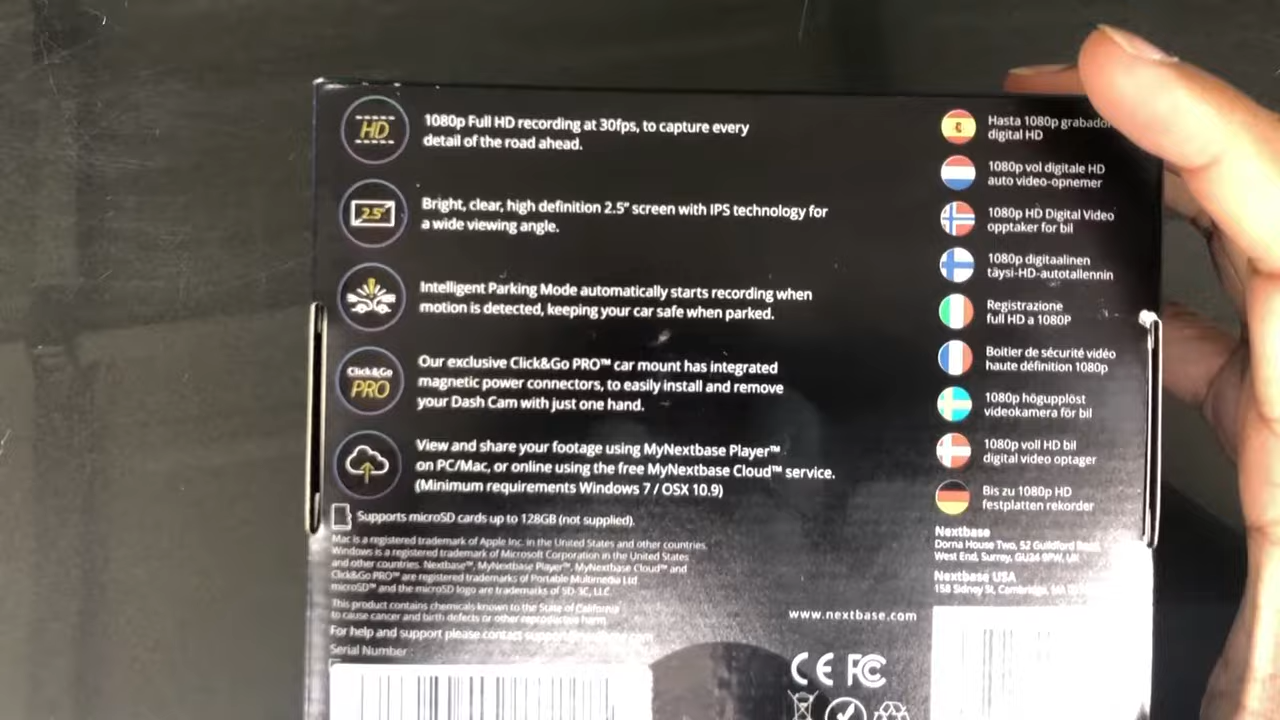 HD
1080p Full HD recording at 30fps, to capture every
detail of the road ahead.
2.5"
Bright, clear, high definition 2.5" screen with IPS technology for
a wide viewing angle.
Intelligent Parking Mode automatically starts recording when
motion is detected, keeping your car safe when parked.
Click&Go
PRO
Our exclusive Click&Go PRO™ car mount has integrated
magnetic power connectors, to easily install and remove
your Dash Cam with just one hand.
View and share your footage using MyNextbase Player™
on PC/Mac, or online using the free MyNextbase Cloud™ service.
(Minimum requirements Windows 7 / OSX 10.9)
Supports microSD cards up to 128GB (not supplied).
Mac is a registered trademark of Apple Inc. in the United States and other countries.
Windows is a registered trademark of Microsoft Corporation in the United States
and other countries. Nextbase™, MyNextbase Player™, MyNextbase Cloud™ and
Click&Go PRO™ are registered trademarks of Portable Multimedia Ltd.
microSD™ and the microSD logo are trademarks of SD-3C, LLC.
This product contains chemicals known to the State of California
to cause cancer and birth defects or other reproductive harm.
For help and support please contact
Serial Number :
Hasta 1080p grabador
digital HD
1080p vol digitale HD
auto video-opnemer
1080p HD Digital Video
opptaker for bil
1080p digitaalinen
täysi-HD-autotallennin
Registrazione
full HD a 1080P
Boitier de sécurité vidéo
haute définition 1080p
1080p högupplöst
videokamera för bil
1080p voll HD bil
digital video optager
Bis zu 1080p HD
festplatten rekorder
Nextbase
Dorna House Two, 52 Guildford Road,
West End, Surrey, GU24 9PW, UK
Nextbase USA
158 Sidney St, Cambridge, MA
www.nextbase.com
CE FC